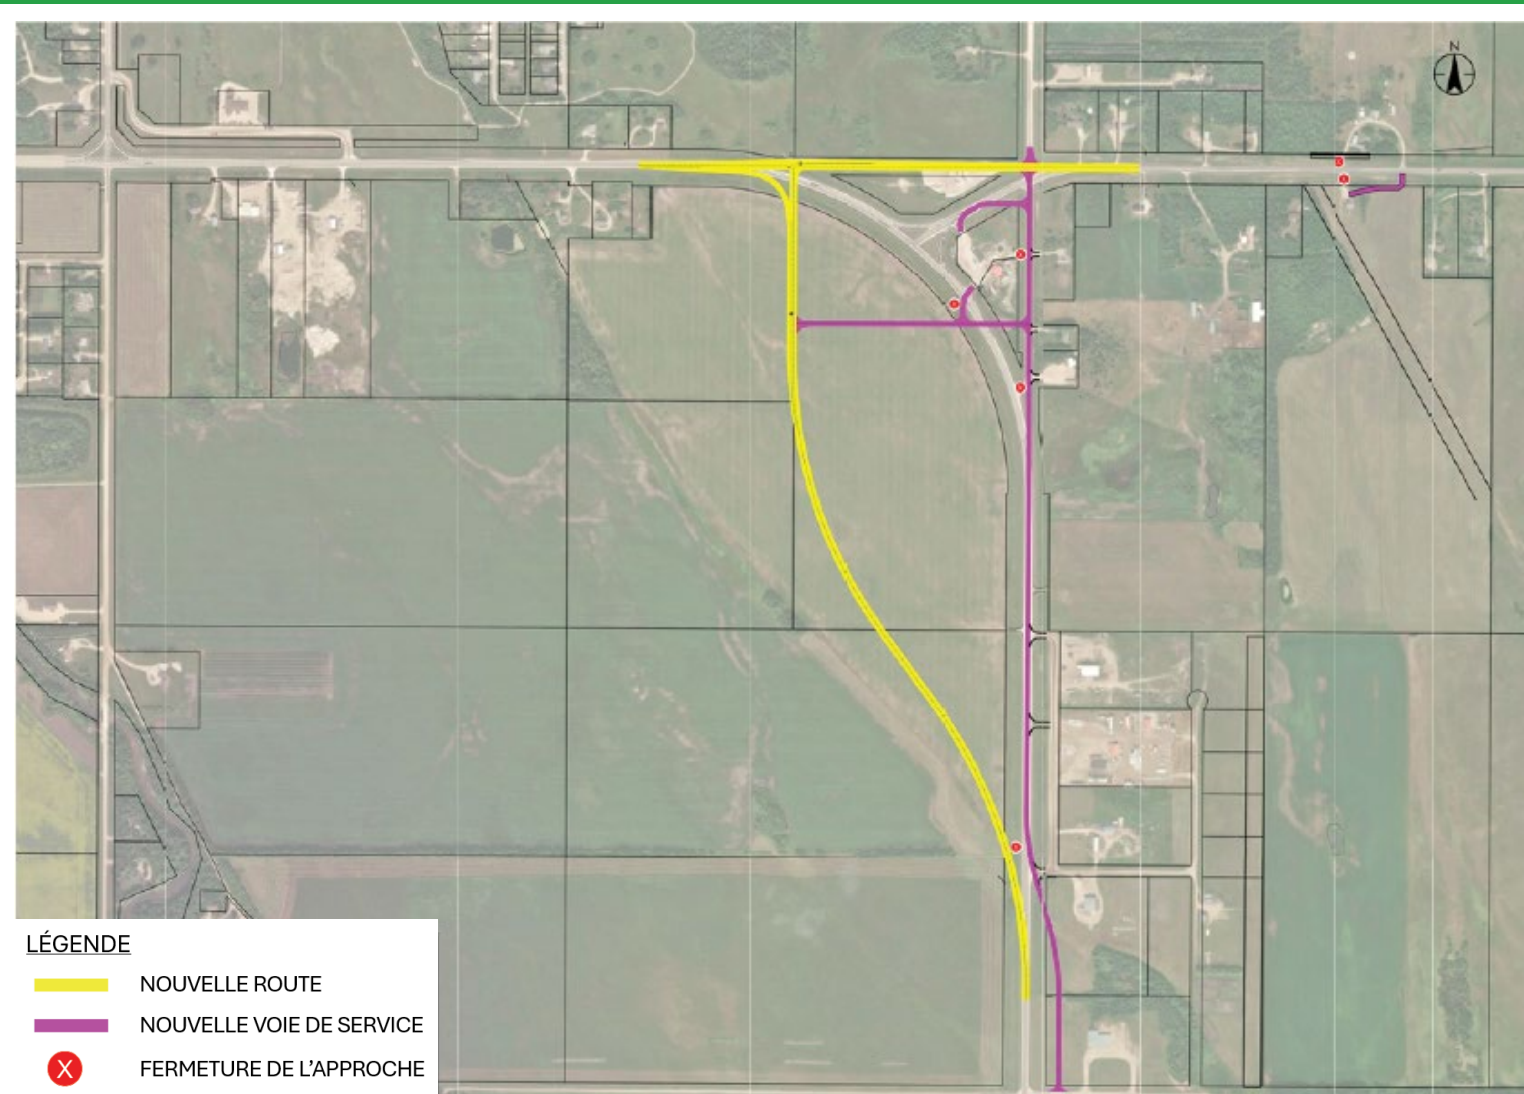 N
LÉGENDE
NOUVELLE ROUTE
NOUVELLE VOIE DE SERVICE
X
FERMETURE DE L'APPROCHE